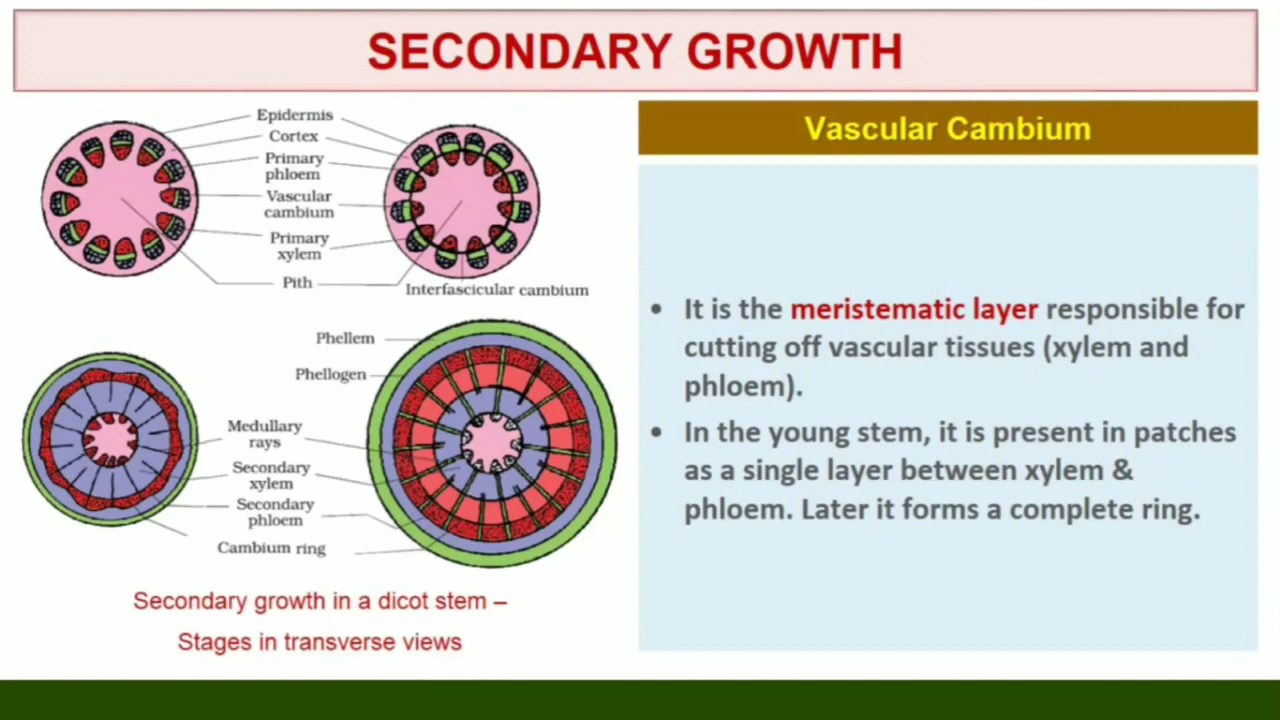 SECONDARY GROWTH
Epidermis
Cortex
Primary
phloem
Vascular
cambium
Primary
xylem
Pith
Interfascicular cambium
Phellem
Phellogen
Medullary
rays
Secondary
xylem
Secondary
phloem
Cambium ring
Secondary growth in a dicot stem –
Stages in transverse views
Vascular Cambium
• It is the meristematic layer responsible for
cutting off vascular tissues (xylem and
phloem).
• In the young stem, it is present in patches
as a single layer between xylem &
phloem. Later it forms a complete ring.